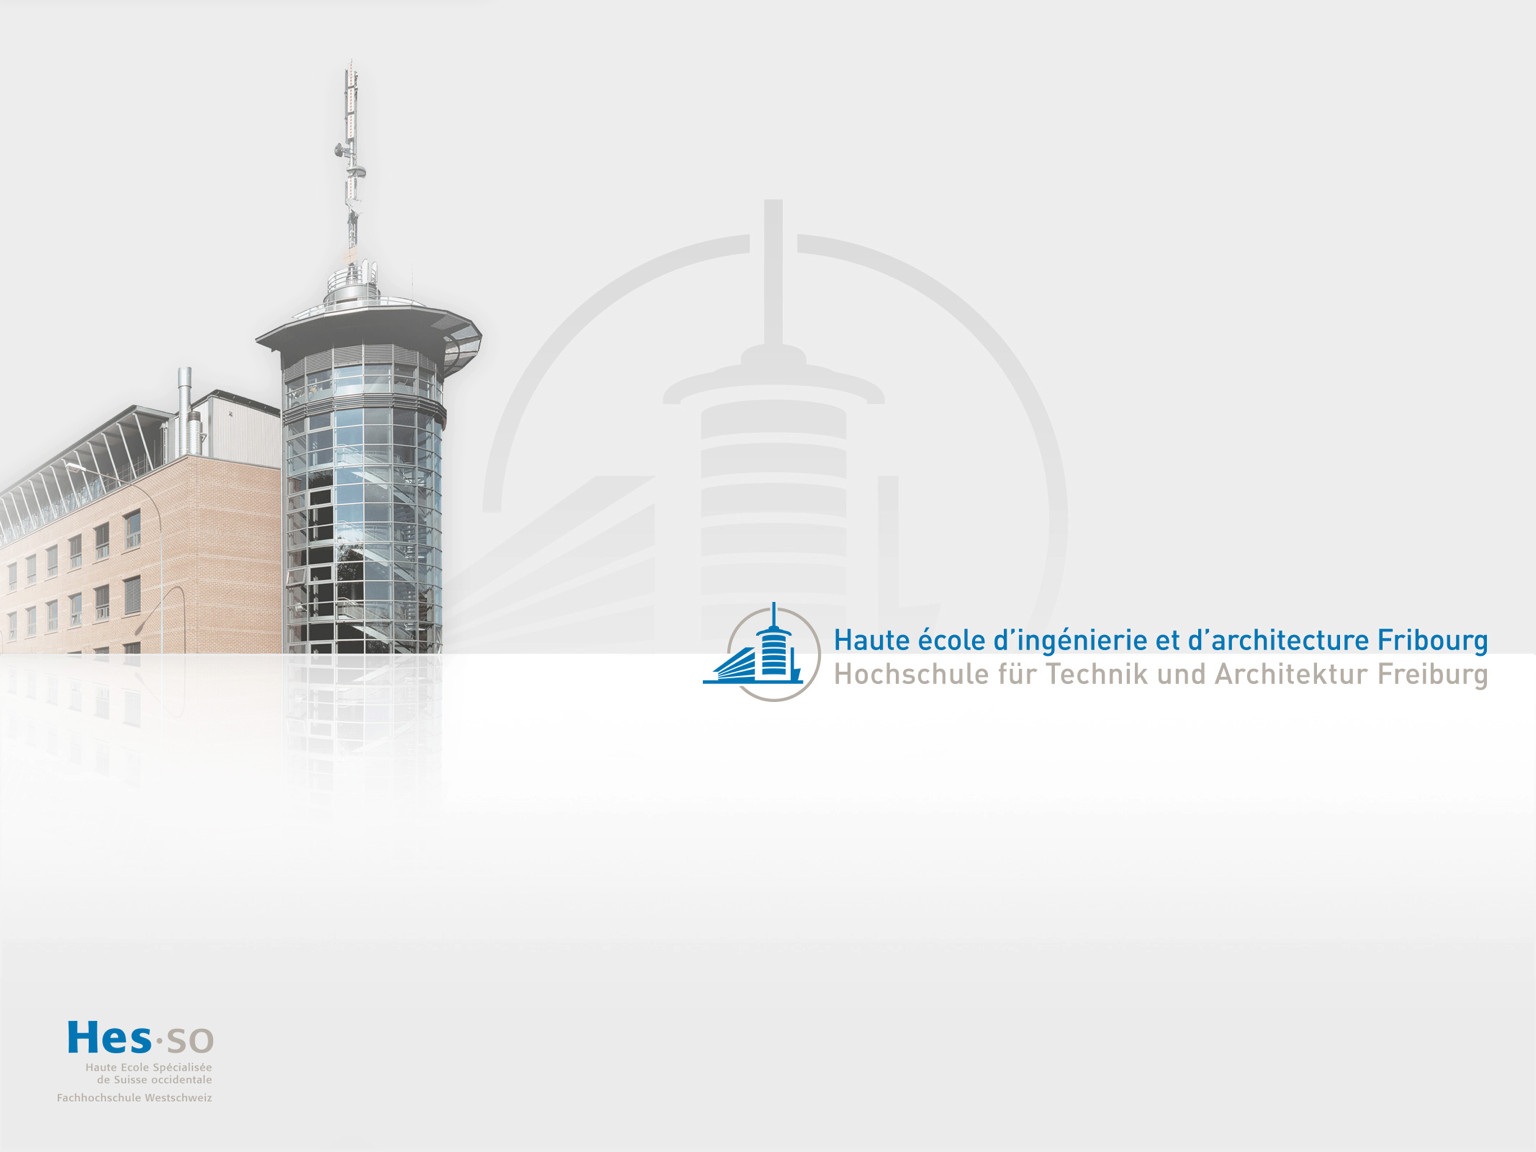 Haute école d'ingénierie et d'architecture Fribourg
Hochschule für Technik und Architektur Freiburg
Hes·so
Haute Ecole Spécialisée
de Suisse occidentale
Fachhochschule Westschweiz